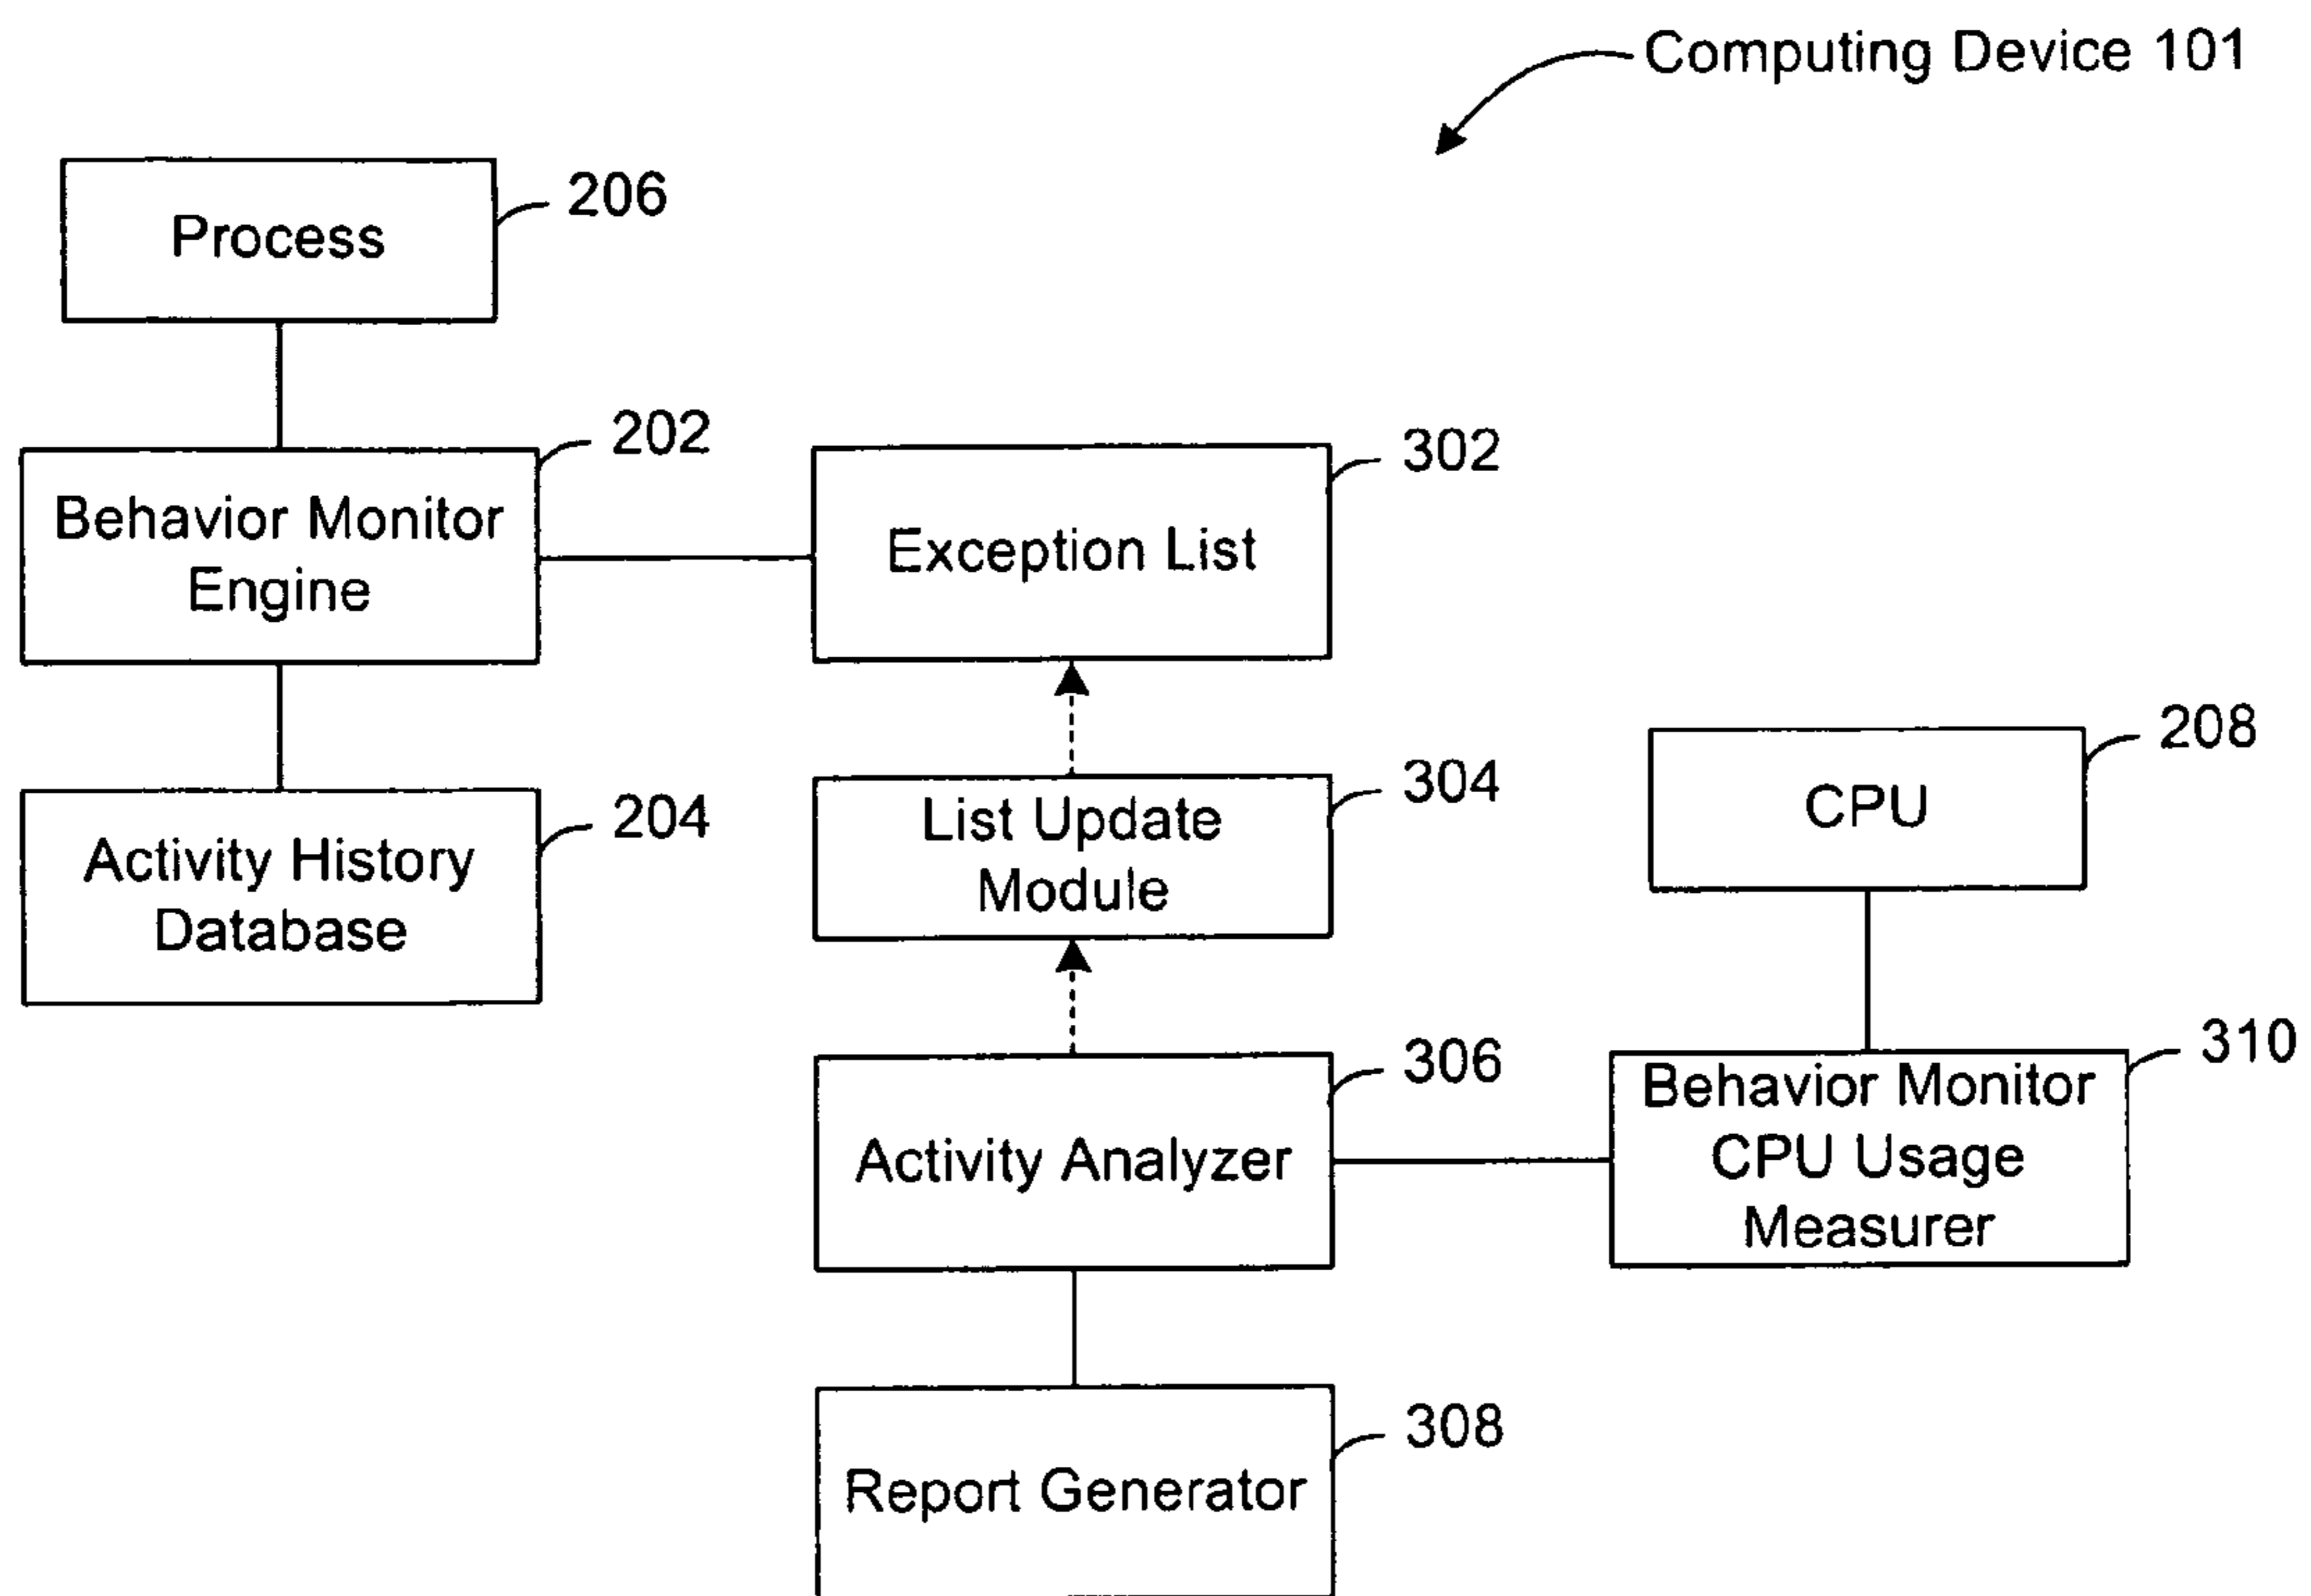 Computing Device 101
206
Process
202
Behavior Monitor
Engine
302
Exception List
204
Activity History
Database
304
List Update
Module
208
CPU
306
Activity Analyzer
310
Behavior Monitor
CPU Usage
Measurer
308
Report Generator